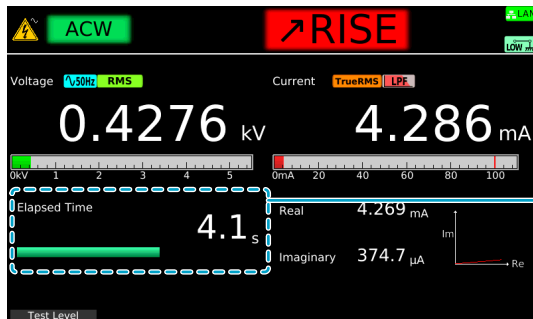 ACW
↗RISE
LAN
LOW
Voltage 50Hz RMS
Current TrueRMS LPF
0.4276 kV
4.286 mA
0kV 1 2 3 4 5
0mA 20 40 60 80 100
Elapsed Time
4.1 s
Real 4.269 mA
Imaginary 374.7 μA
Im
Re
Test Level